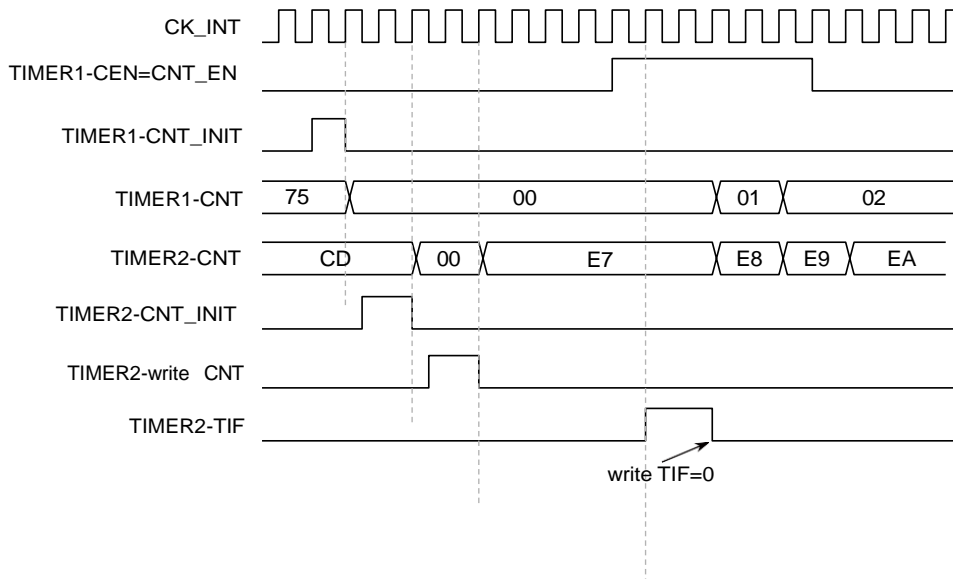 CK_INT
TIMER1-CEN=CNT_EN
TIMER1-CNT_INIT
TIMER1-CNT 75 00 01 02
TIMER2-CNT CD 00 E7 E8 E9 EA
TIMER2-CNT_INIT
TIMER2-write CNT
TIMER2-TIF
write TIF=0